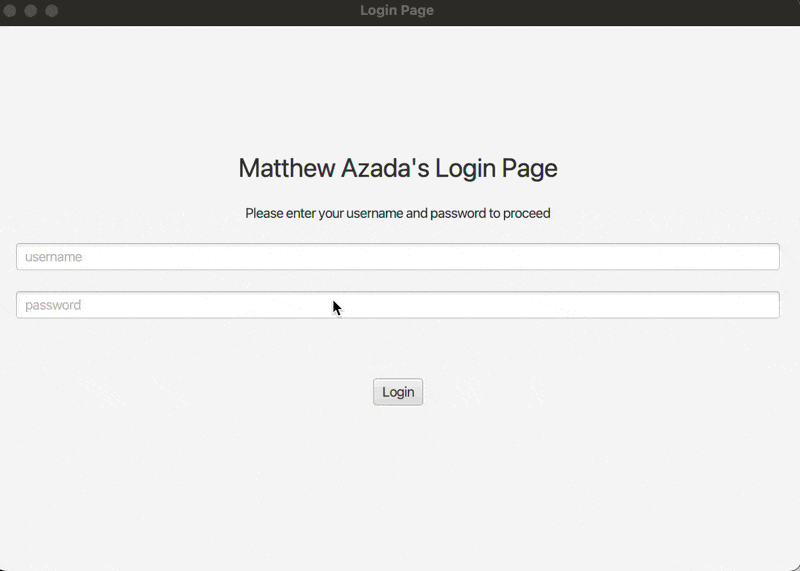 Login Page
Matthew Azada's Login Page
Please enter your username and password to proceed
username
password
Login